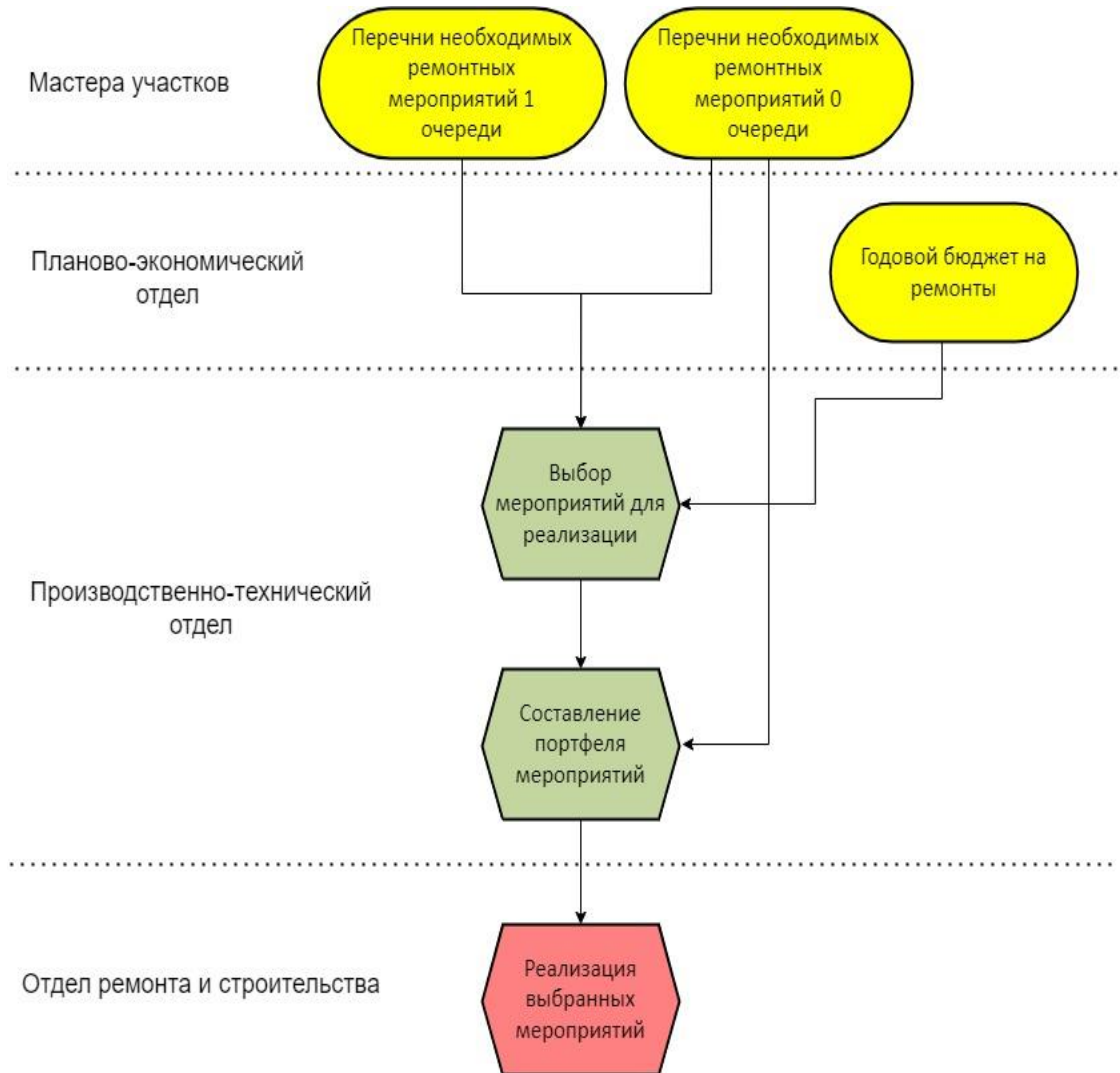 Перечни необходимых
ремонтных
мероприятий 1
очереди
Перечни необходимых
ремонтных
мероприятий 0
очереди
Мастера участков
Планово-экономический
отдел
Годовой бюджет на
ремонты
Выбор
мероприятий для
реализации
Производственно-технический
отдел
Составление
портфеля
мероприятий
Отдел ремонта и строительства
Реализация
выбранных
мероприятий